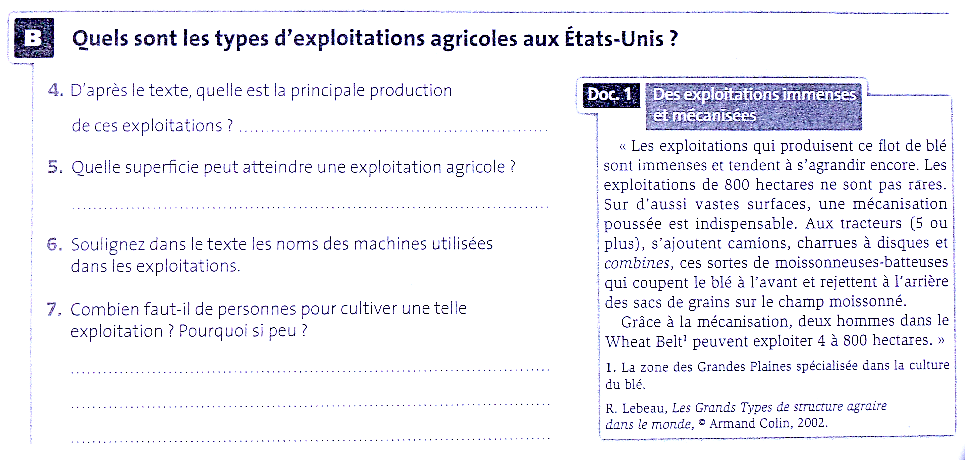 B Quels sont les types d'exploitations agricoles aux États-Unis ?
4. D'après le texte, quelle est la principale production
de ces exploitations ? ..............................
5. Quelle superficie peut atteindre une exploitation agricole ?
..............................
6. Soulignez dans le texte les noms des machines utilisées
dans les exploitations.
7. Combien faut-il de personnes pour cultiver une telle
exploitation ? Pourquoi si peu ?
..............................
..............................
..............................
Doc. 1 Des exploitations immenses
et mécanisées
« Les exploitations qui produisent ce flot de blé
sont immenses et tendent à s'agrandir encore. Les
exploitations de 800 hectares ne sont pas rares.
Sur d'aussi vastes surfaces, une mécanisation
poussée est indispensable. Aux tracteurs (5 ou
plus), s'ajoutent camions, charrues à disques et
combines, ces sortes de moissonneuses-batteuses
qui coupent le blé à l'avant et rejettent à l'arrière
des sacs de grains sur le champ moissonné.
Grâce à la mécanisation, deux hommes dans le
Wheat Belt¹ peuvent exploiter 4 à 800 hectares. »
1. La zone des Grandes Plaines spécialisée dans la culture
du blé.
R. Lebeau, Les Grands Types de structure agraire
dans le monde, © Armand Colin, 2002.